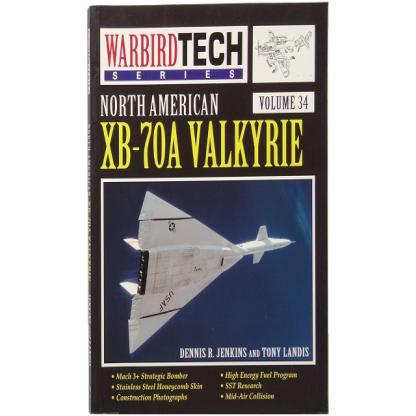 WARBIRDTECH
SERIES
NORTH AMERICAN
VOLUME 34
XB-70A VALKYRIE
USAF
DENNIS R. JENKINS AND TONY LANDIS
• Mach 3+ Strategic Bomber
• Stainless Steel Honeycomb Skin
• Construction Photographs
• High Energy Fuel Program
• SST Research
• Mid-Air Collision